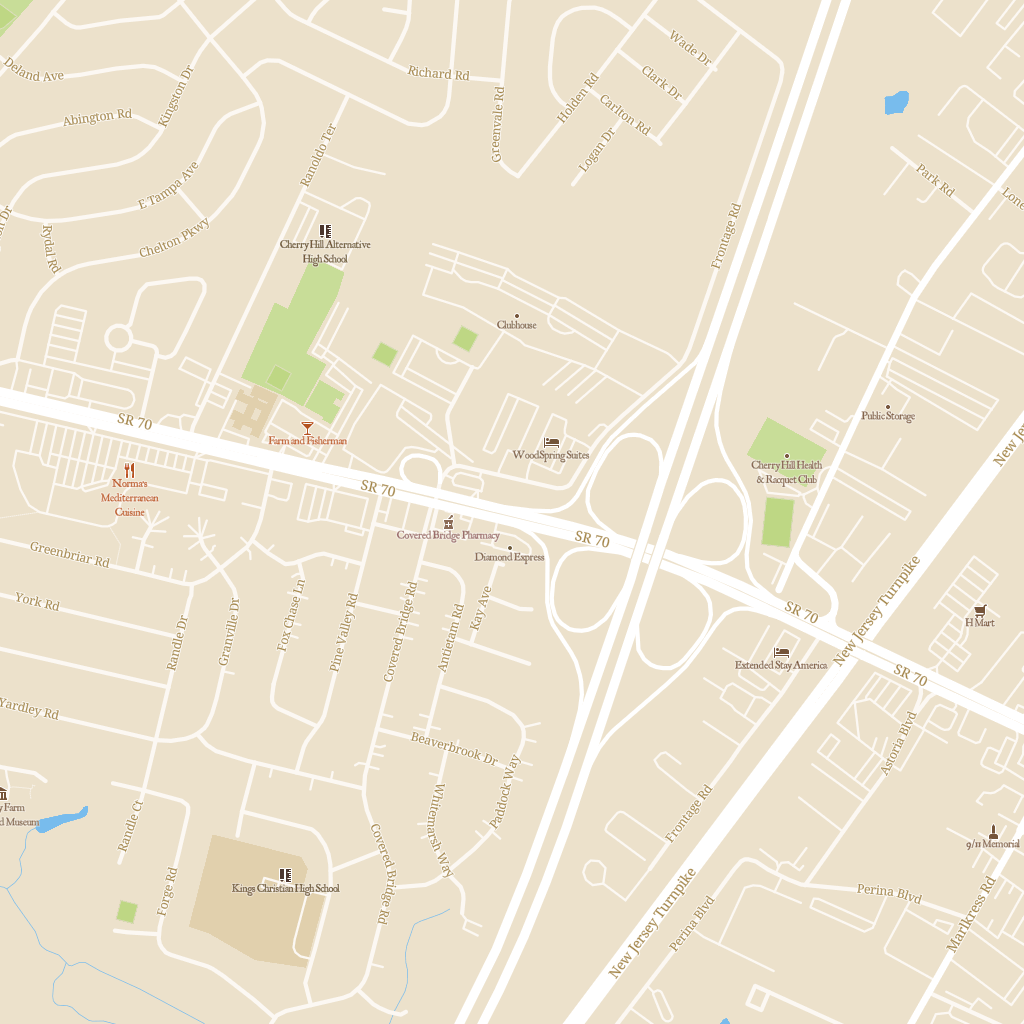 Wade Dr
Deland Ave
Richard Rd
Kingston Dr
Clark Dr
Holden Rd
Abington Rd
Greenvale Rd
Carlton Rd
Logan Dr
Ranoldo Ter
Park Rd
E Tampa Ave
Chelton Pkwy
Rydal Rd
Frontage Rd
Cherry Hill Alternative
High School
Clubhouse
Public Storage
SR 70
Farm and Fisherman
WoodSpring Suites
Cherry Hill Health
& Racquet Club
Norma's
Mediterranean
Cuisine
SR 70
Covered Bridge Pharmacy
SR 70
Diamond Express
Greenbriar Rd
New Jersey Turnpike
SR 70
York Rd
Randle Dr
Granville Dr
Fox Chase Ln
Pine Valley Rd
Covered Bridge Rd
Antietam Rd
Kay Ave
H Mart
Extended Stay America
SR 70
Yardley Rd
Beaverbrook Dr
Astoria Blvd
Paddock Way
Whitemarsh Way
Frontage Rd
Randle Ct
Covered Bridge Rd
9/11 Memorial
Kings Christian High School
Forge Rd
Perina Blvd
Marlkress Rd
Perina Blvd
New Jersey Turnpike